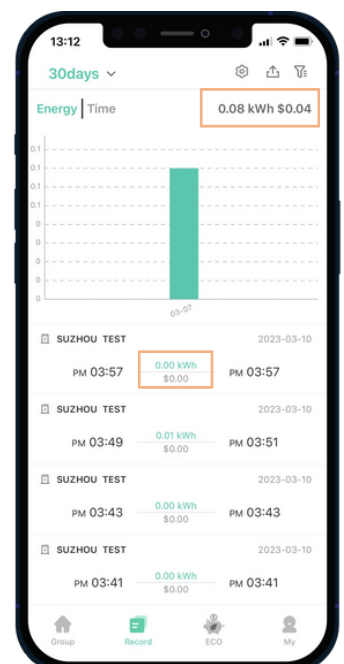 13:12
30days
Energy Time 0.08 kWh $0.04
0.1
0.1
0.1
0.1
0
0
0
0
0
03-07
SUZHOU TEST 2023-03-10
PM 03:57 0.00 kWh PM 03:57
$0.00
SUZHOU TEST 2023-03-10
PM 03:49 0.01 kWh PM 03:51
$0.00
SUZHOU TEST 2023-03-10
PM 03:43 0.00 kWh PM 03:43
$0.00
SUZHOU TEST 2023-03-10
PM 03:41 0.00 kWh PM 03:41
$0.00
Group Record ECO My